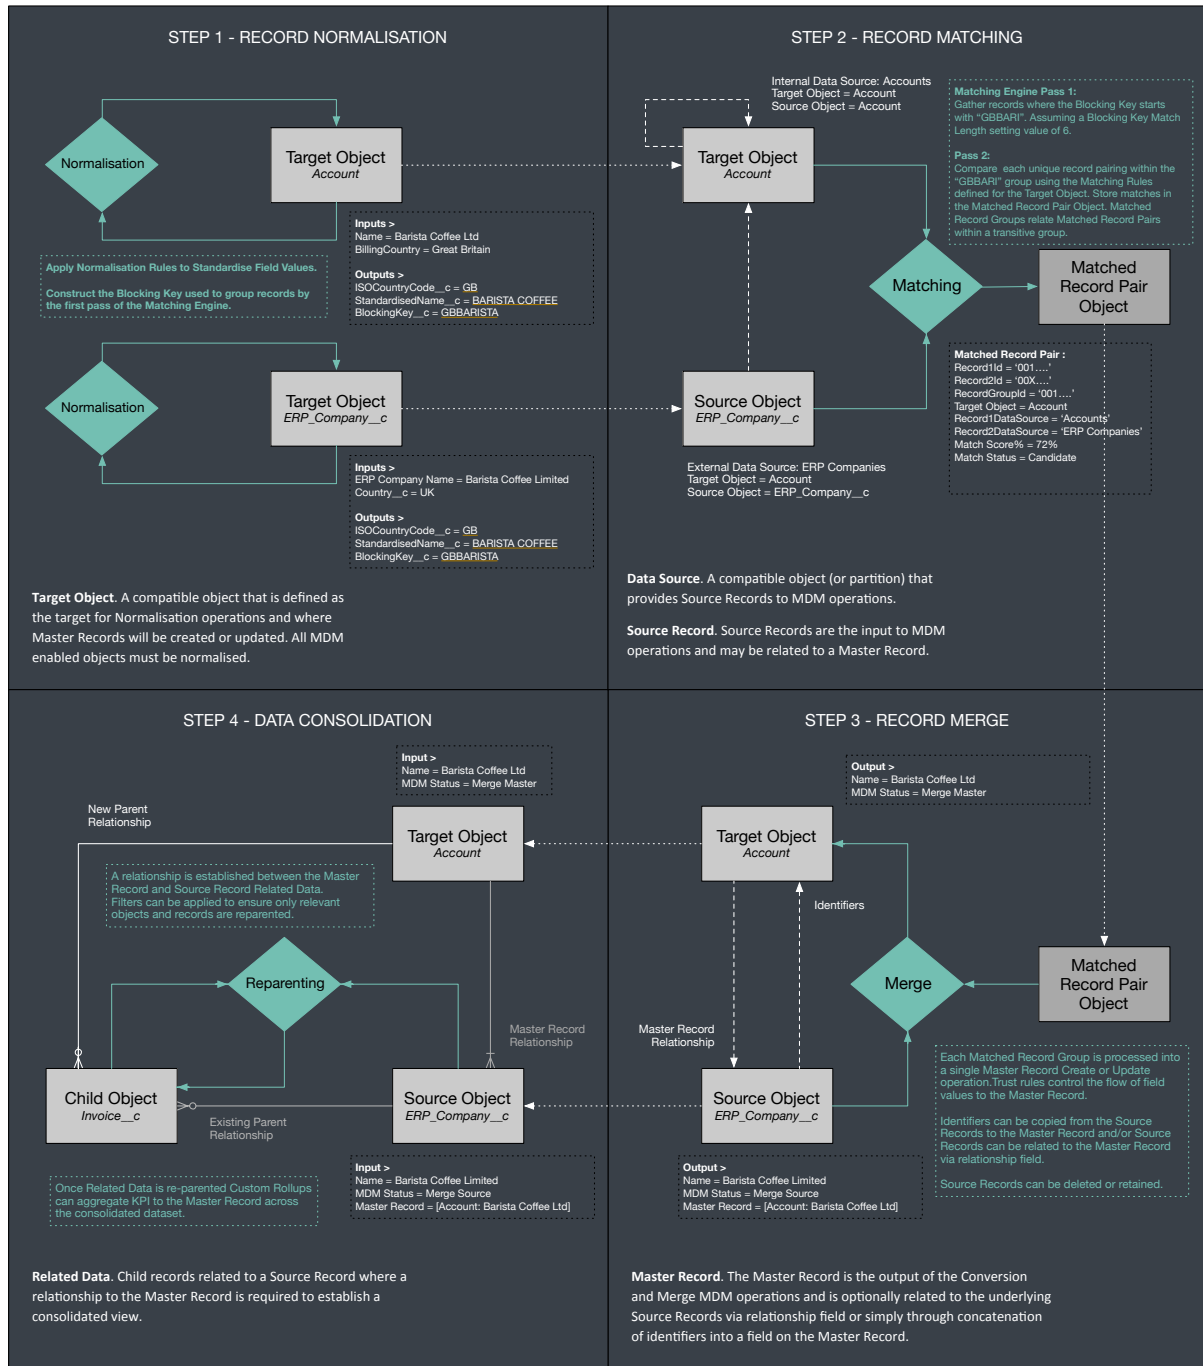 STEP 1 - RECORD NORMALISATION
Normalisation
Target Object
Account
Inputs >
Name = Barista Coffee Ltd
BillingCountry = Great Britain
Outputs >
ISOCountryCode__c = GB
StandardisedName__c = BARISTA COFFEE
BlockingKey__c = GBBARISTA
Apply Normalisation Rules to Standardise Field Values.
Construct the Blocking Key used to group records by
the first pass of the Matching Engine.
Normalisation
Target Object
ERP_Company__c
Inputs >
ERP Company Name = Barista Coffee Limited
Country__c = UK
Outputs >
ISOCountryCode__c = GB
StandardisedName__c = BARISTA COFFEE
BlockingKey__c = GBBARISTA
Target Object. A compatible object that is defined as
the target for Normalisation operations and where
Master Records will be created or updated. All MDM
enabled objects must be normalised.
STEP 2 - RECORD MATCHING
Internal Data Source: Accounts
Target Object = Account
Source Object = Account
Matching Engine Pass 1:
Gather records where the Blocking Key starts
with “GBBARI”. Assuming a Blocking Key Match
Length setting value of 6.
Pass 2:
Compare each unique record pairing within the
“GBBARI” group using the Matching Rules
defined for the Target Object. Store matches in
the Matched Record Pair Object. Matched
Record Groups relate Matched Record Pairs
within a transitive group.
Target Object
Account
Matching
Matched
Record Pair
Object
Matched Record Pair :
Record1Id = ‘001....’
Record2Id = ‘00X....’
RecordGroupId = ‘001....’
Target Object = Account
Record1DataSource = ‘Accounts’
Record2DataSource = ‘ERP Companies’
Match Score% = 72%
Match Status = Candidate
Source Object
ERP_Company__c
External Data Source: ERP Companies
Target Object = Account
Source Object = ERP_Company__c
Data Source. A compatible object (or partition) that
provides Source Records to MDM operations.
Source Record. Source Records are the input to MDM
operations and may be related to a Master Record.
STEP 4 - DATA CONSOLIDATION
Input >
Name = Barista Coffee Ltd
MDM Status = Merge Master
New Parent
Relationship
Target Object
Account
A relationship is established between the Master
Record and Source Record Related Data.
Filters can be applied to ensure only relevant
objects and records are reparented.
Reparenting
Master Record
Relationship
Child Object
Invoice__c
Existing Parent
Relationship
Source Object
ERP_Company__c
Input >
Name = Barista Coffee Limited
MDM Status = Merge Source
Master Record = [Account: Barista Coffee Ltd]
Once Related Data is re-parented Custom Rollups
can aggregate KPI to the Master Record across
the consolidated dataset.
Related Data. Child records related to a Source Record where a
relationship to the Master Record is required to establish a
consolidated view.
STEP 3 - RECORD MERGE
Output >
Name = Barista Coffee Ltd
MDM Status = Merge Master
Target Object
Account
Identifiers
Merge
Matched
Record Pair
Object
Master Record
Relationship
Source Object
ERP_Company__c
Output >
Name = Barista Coffee Limited
MDM Status = Merge Source
Master Record = [Account: Barista Coffee Ltd]
Each Matched Record Group is processed into
a single Master Record Create or Update
operation.Trust rules control the flow of field
values to the Master Record.
Identifiers can be copied from the Source
Records to the Master Record and/or Source
Records can be related to the Master Record
via relationship field.
Source Records can be deleted or retained.
Master Record. The Master Record is the output of the Conversion
and Merge MDM operations and is optionally related to the underlying
Source Records via relationship field or simply through concatenation
of identifiers into a field on the Master Record.